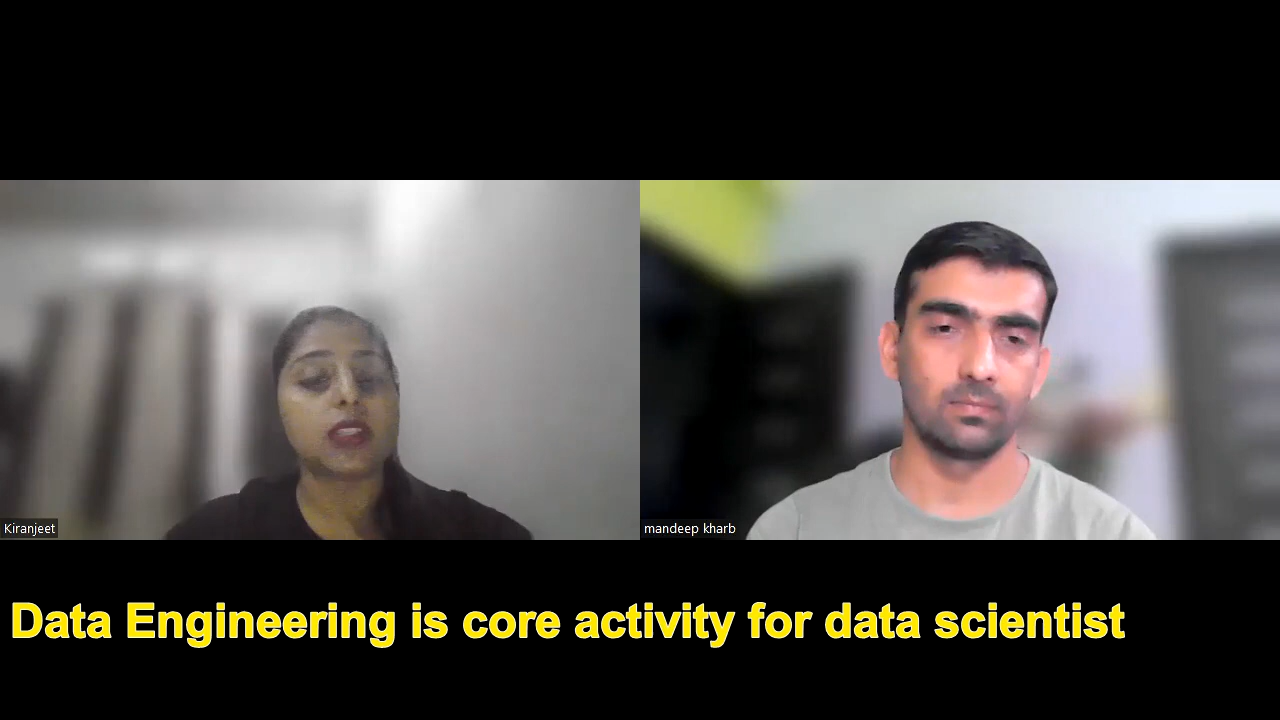 Kiranjeet
mandeep kharb
Data Engineering is core activity for data scientist